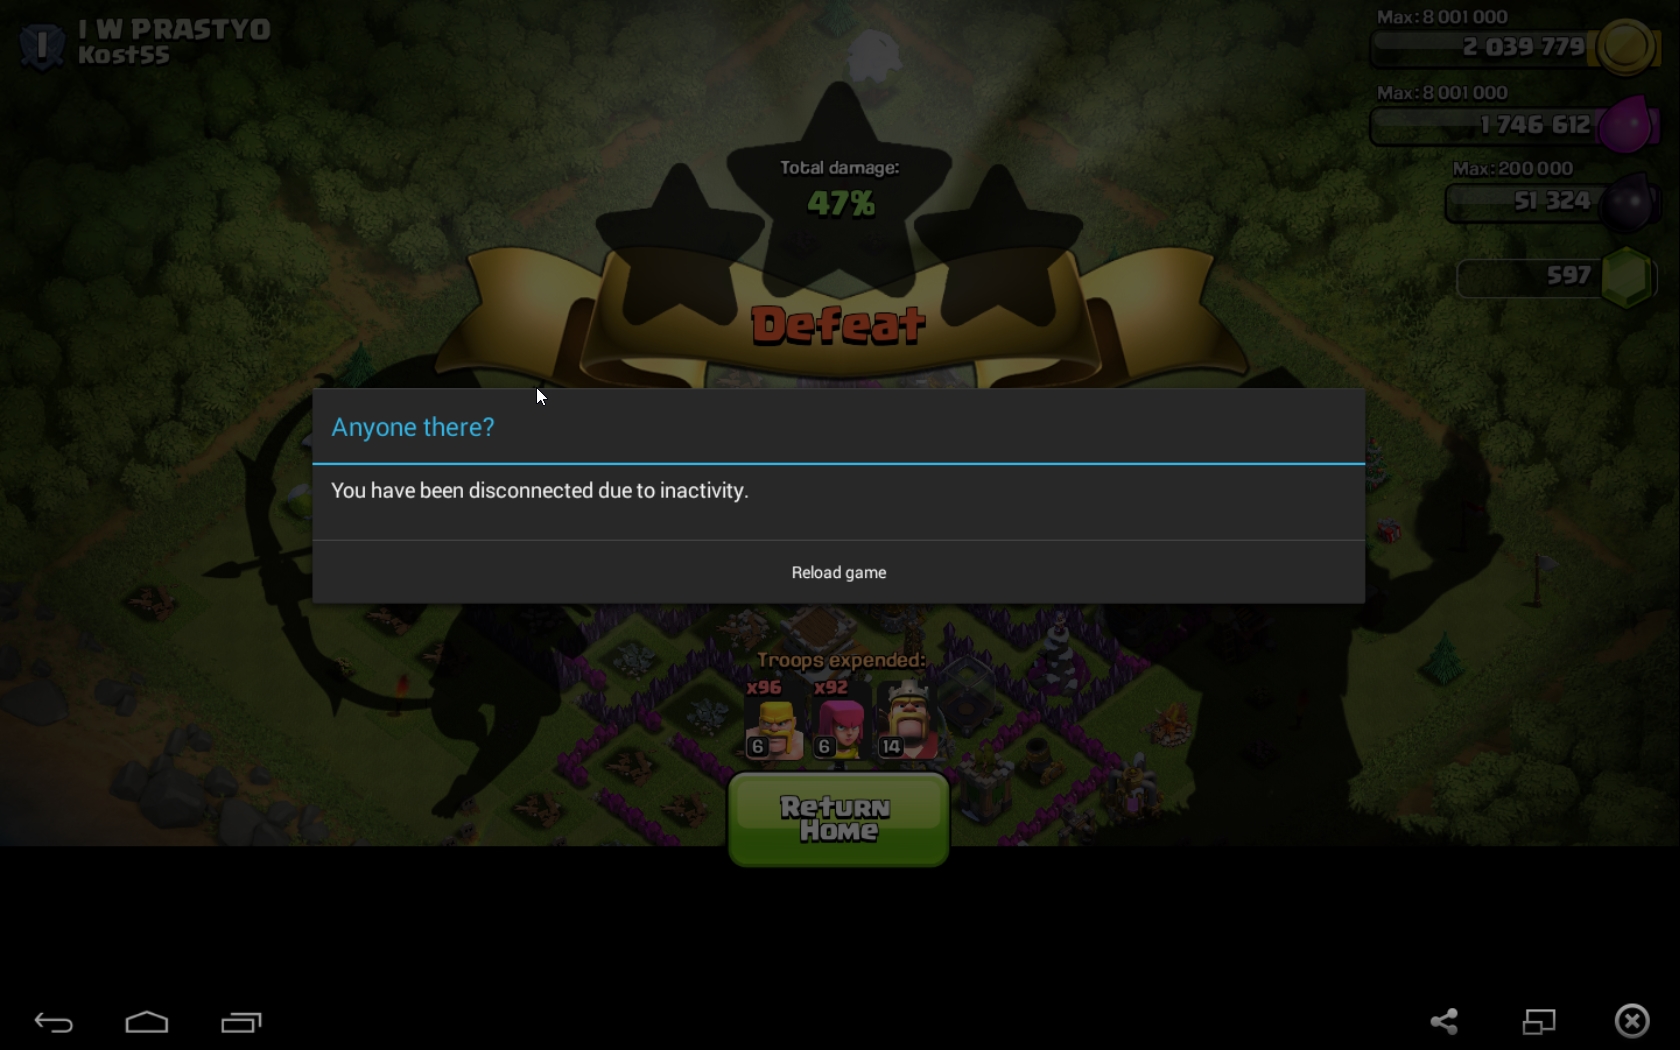 I W PRASTYO
Kost55
Max: 8 001 000
2 039 779
Max: 8 001 000
1 746 612
Max: 200 000
51 324
597
Total damage:
47%
Defeat
Anyone there?
You have been disconnected due to inactivity.
Reload game
Troops expended:
x96 x92
6 6 14
Return
Home